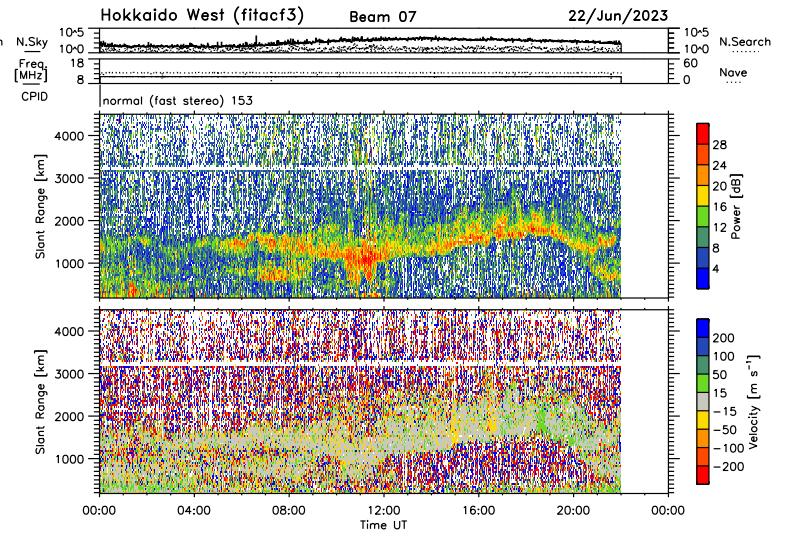 Hokkaido West (fitacf3) Beam 07 22/Jun/2023
n N.Sky 10^5 10^0 10^5 10^0 N.Search
Freq. [MHz] 18 8 60 0 Nave
CPID normal (fast stereo) 153
Slant Range [km]
4000
3000
2000
1000
28
24
20
16
12
8
4
Power [dB]
Slant Range [km]
4000
3000
2000
1000
200
100
50
15
-15
-50
-100
-200
Velocity [m s⁻¹]
00:00 04:00 08:00 12:00 16:00 20:00 00:00
Time UT